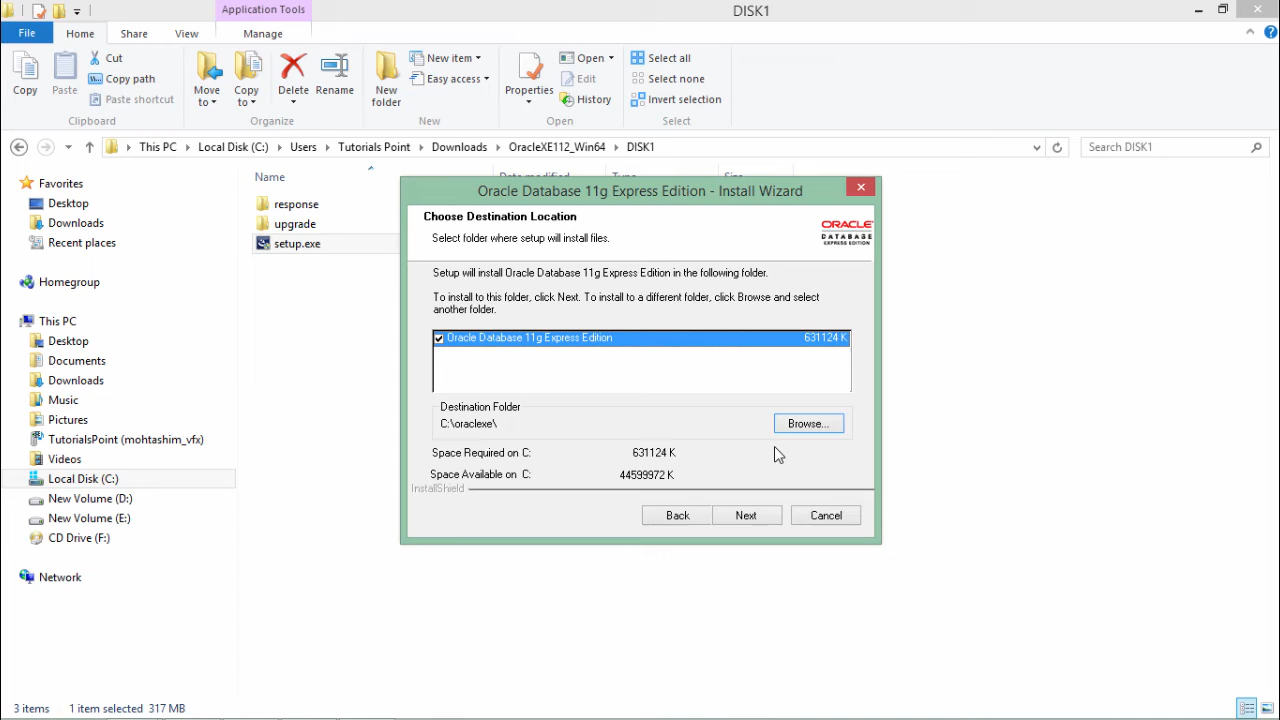 Application Tools
DISK1
File
Home
Share
View
Manage
Copy
Paste
Cut
Copy path
Paste shortcut
Clipboard
Move to
Copy to
Delete
Rename
Organize
New folder
New item
Easy access
New
Properties
Open
Edit
History
Open
Select all
Select none
Invert selection
Select
This PC
Local Disk (C:)
Users
Tutorials Point
Downloads
OracleXE112_Win64
DISK1
Search DISK1
Favorites
Desktop
Downloads
Recent places
Homegroup
This PC
Desktop
Documents
Downloads
Music
Pictures
TutorialsPoint (mohtashim_vfx)
Videos
Local Disk (C:)
New Volume (D:)
New Volume (E:)
CD Drive (F:)
Network
Name
Date modified
Type
Size
response
upgrade
setup.exe
Oracle Database 11g Express Edition - Install Wizard
Choose Destination Location
Select folder where setup will install files.
ORACLE
DATABASE
EXPRESS EDITION
Setup will install Oracle Database 11g Express Edition in the following folder.
To install to this folder, click Next. To install to a different folder, click Browse and select
another folder.
Oracle Database 11g Express Edition 631124 K
Destination Folder
C:\oraclexe\
Browse...
Space Required on C: 631124 K
Space Available on C: 44599972 K
InstallShield
Back
Next
Cancel
3 items
1 item selected 317 MB